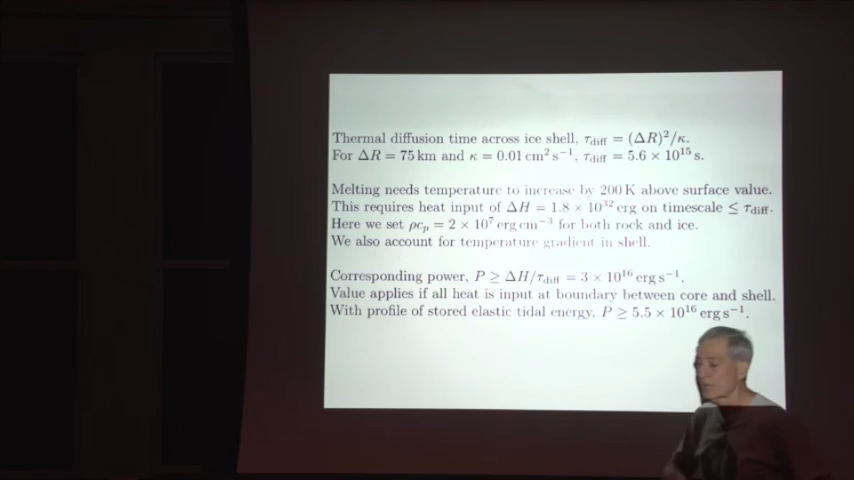 Thermal diffusion time across ice shell, τ_diff = (ΔR)²/κ.
For ΔR = 75 km and κ = 0.01 cm² s⁻¹, τ_diff = 5.6 × 10¹⁵ s.
Melting needs temperature to increase by 200 K above surface value.
This requires heat input of ΔH = 1.8 × 10³² erg on timescale ≤ τ_diff.
Here we set ρc_p = 2 × 10⁷ erg cm⁻³ for both rock and ice.
We also account for temperature gradient in shell.
Corresponding power, P ≥ ΔH/τ_diff = 3 × 10¹⁶ erg s⁻¹.
Value applies if all heat is input at boundary between core and shell.
With profile of stored elastic tidal energy, P ≥ 5.5 × 10¹⁶ erg s⁻¹.